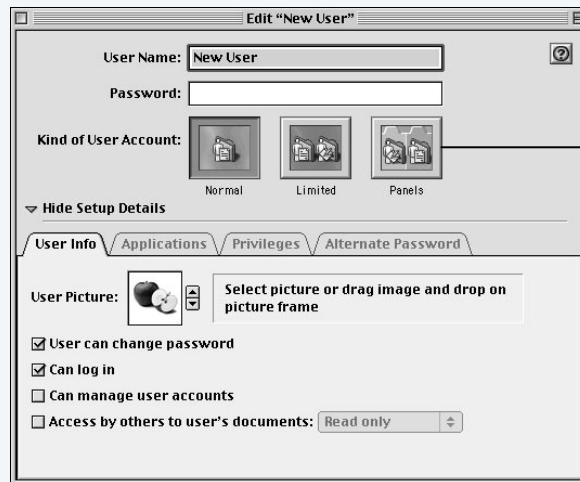 Edit “New User”
User Name: New User
Password:
Kind of User Account:
Normal Limited Panels
Hide Setup Details
User Info Applications Privileges Alternate Password
User Picture: Select picture or drag image and drop on
picture frame
User can change password
Can log in
Can manage user accounts
Access by others to user's documents: Read only